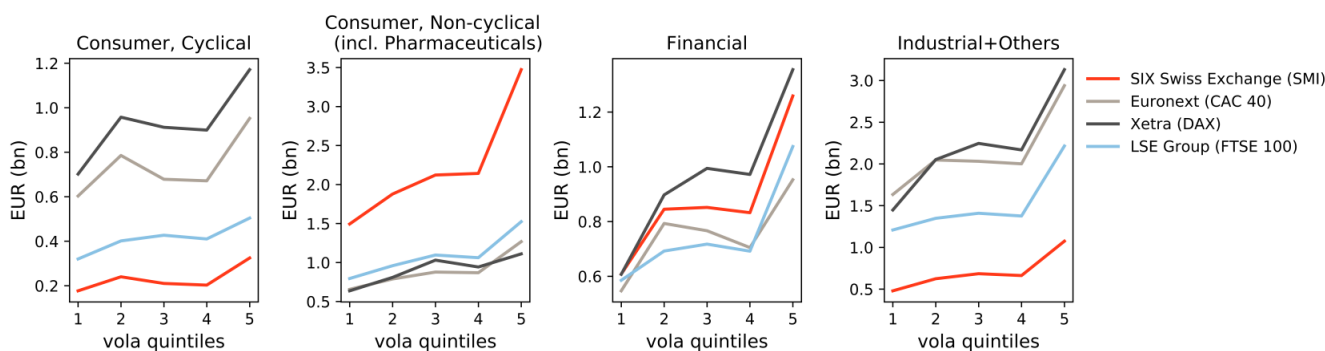 Consumer, Cyclical
EUR (bn)
1.2
1.0
0.8
0.6
0.4
0.2
1 2 3 4 5
vola quintiles
Consumer, Non-cyclical
(incl. Pharmaceuticals)
EUR (bn)
3.5
3.0
2.5
2.0
1.5
1.0
0.5
1 2 3 4 5
vola quintiles
Financial
EUR (bn)
1.2
1.0
0.8
0.6
1 2 3 4 5
vola quintiles
Industrial+Others
EUR (bn)
3.0
2.5
2.0
1.5
1.0
0.5
1 2 3 4 5
vola quintiles
SIX Swiss Exchange (SMI)
Euronext (CAC 40)
Xetra (DAX)
LSE Group (FTSE 100)